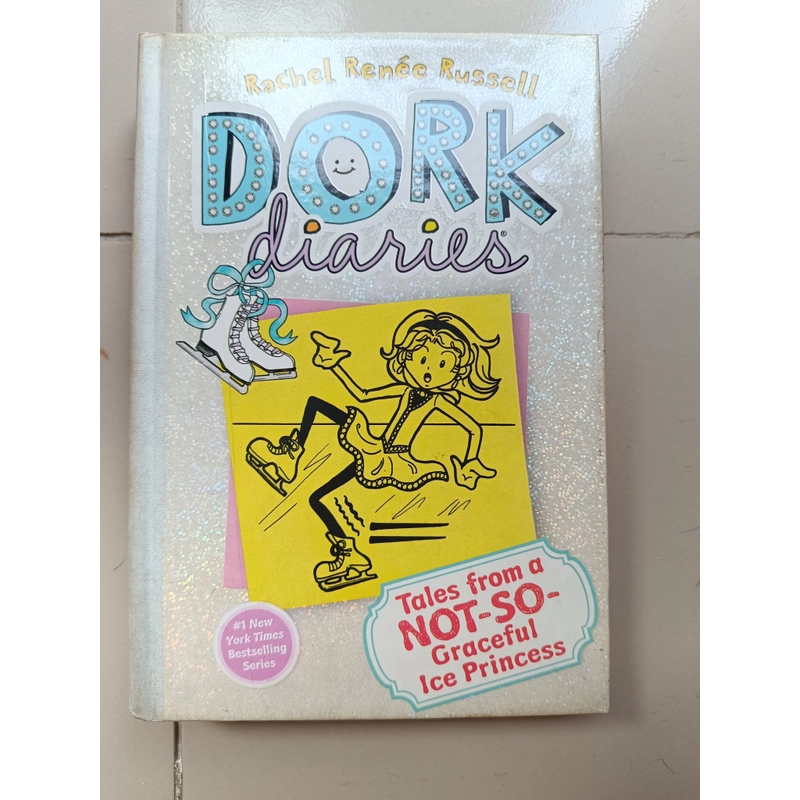 Rachel Renée Russell
DORK
diaries®
Tales from a
NOT-SO-
Graceful
Ice Princess
#1 New
York Times
Bestselling
Series